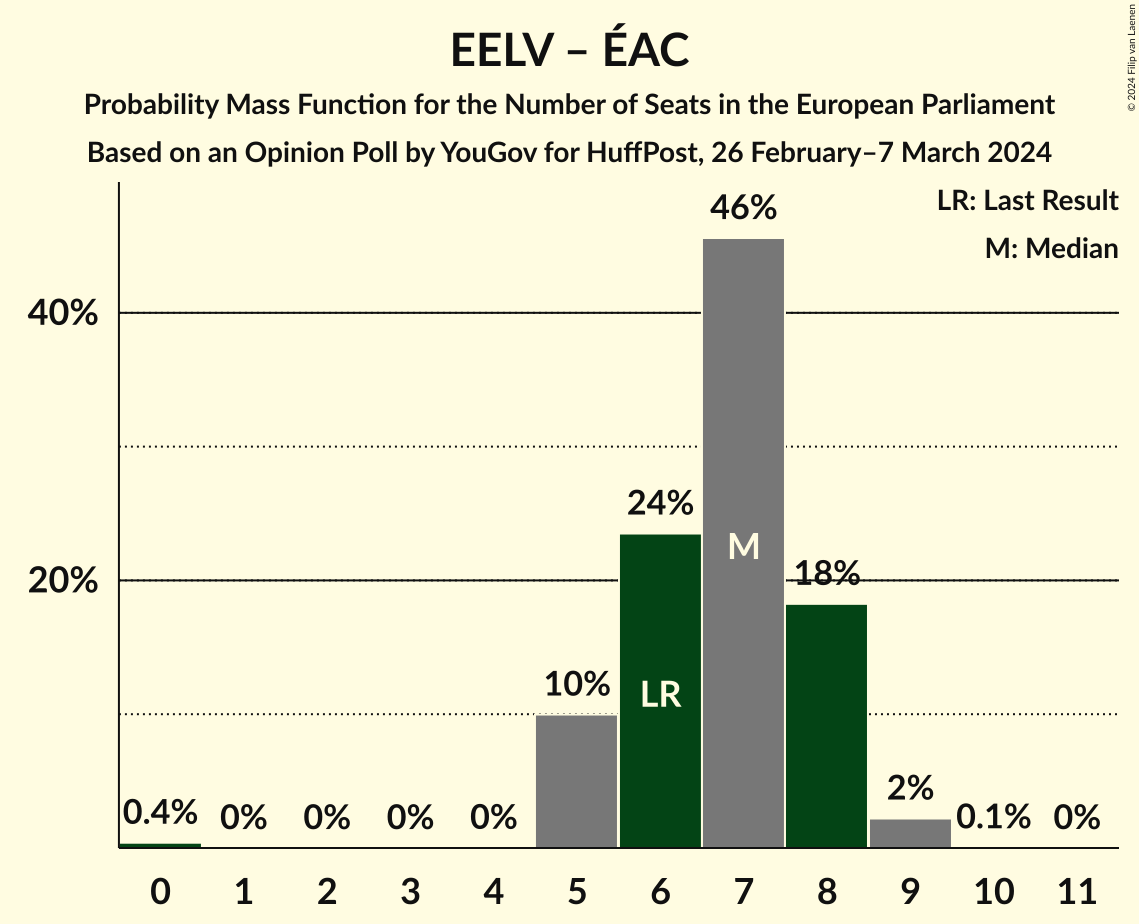 EELV – ÉAC
Probability Mass Function for the Number of Seats in the European Parliament
Based on an Opinion Poll by YouGov for HuffPost, 26 February–7 March 2024
© 2024 Filip van Laenen
LR: Last Result
M: Median
46%
40%
24%
M
20%
18%
10%
LR
2%
0.4% 0% 0% 0% 0% 0.1% 0%
0 1 2 3 4 5 6 7 8 9 10 11